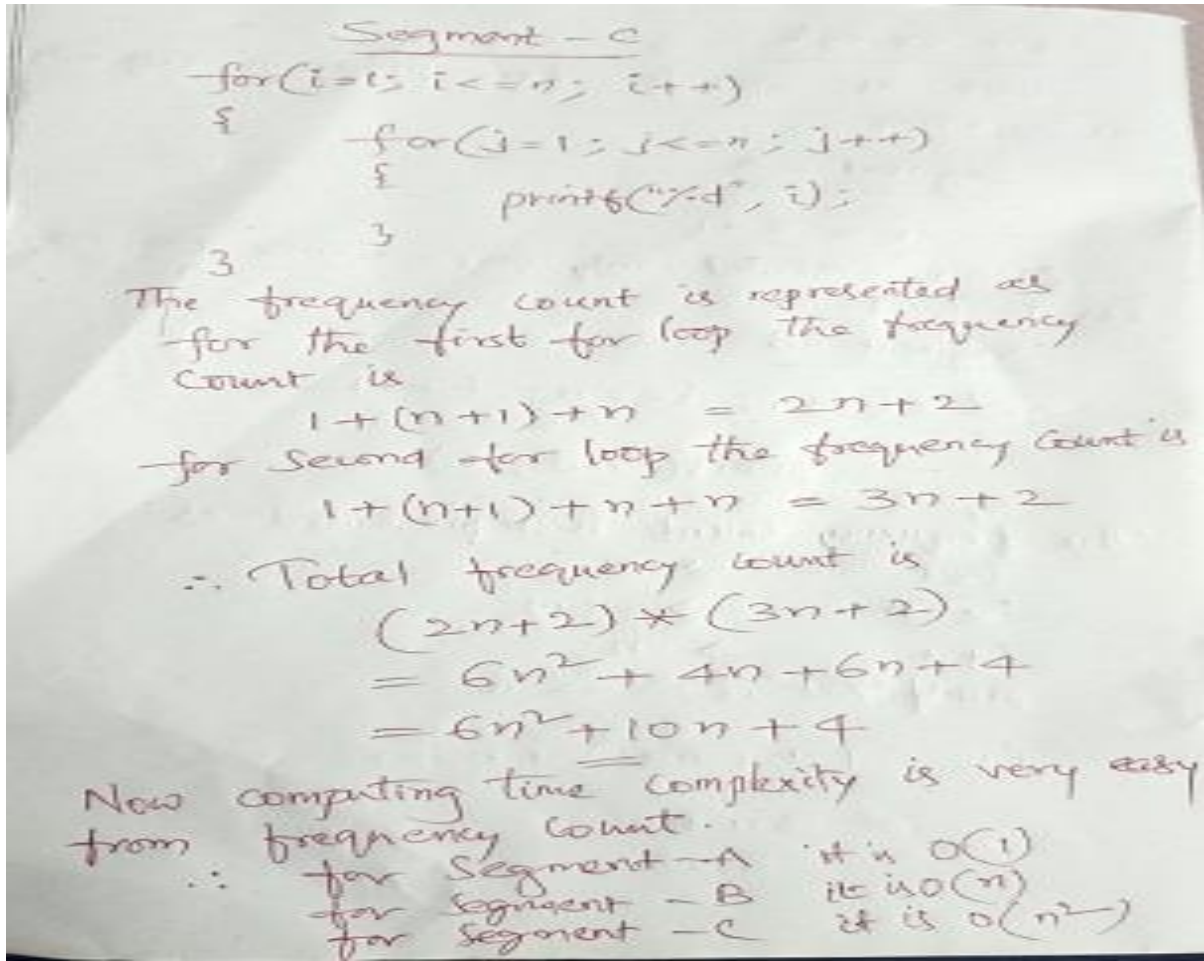 Segment - C
for(i=1; i<=n; i++)
{
for(j=1; j<=n; j++)
{
printf("%d", i);
}
}
The frequency count is represented as
for the first for loop the frequency
Count is
1+(n+1)+n = 2n+2
for Second for loop the frequency Count is
1+(n+1)+n+n = 3n+2
∴ Total frequency count is
(2n+2)*(3n+2)
= 6n²+4n+6n+4
= 6n²+10n+4
Now computing time complexity is very easy
from frequency count.
∴ for Segment - A it is O(1)
for Segment - B it is O(n)
for Segment - C it is O(n²)